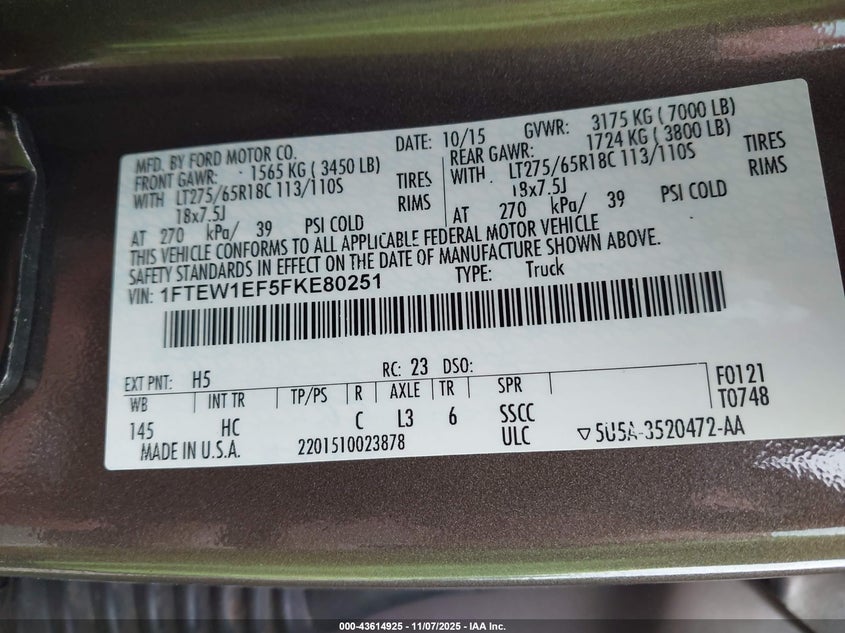 MFD. BY FORD MOTOR CO.
DATE: 10/15 GVWR: 3175 KG ( 7000 LB)
FRONT GAWR: 1565 KG ( 3450 LB)
REAR GAWR: 1724 KG ( 3800 LB)
WITH LT275/65R18C 113/110S TIRES
WITH LT275/65R18C 113/110S TIRES
18x7.5J RIMS
18x7.5J RIMS
AT 270 kPa/ 39 PSI COLD
AT 270 kPa/ 39 PSI COLD
THIS VEHICLE CONFORMS TO ALL APPLICABLE FEDERAL MOTOR VEHICLE
SAFETY STANDARDS IN EFFECT ON THE DATE OF MANUFACTURE SHOWN ABOVE.
VIN: 1FTEW1EF5FKE80251 TYPE: Truck
EXT PNT: H5 RC: 23 DSO:
WB INT TR TP/PS R AXLE TR SPR F0121
145 HC C L3 6 SSCC T0748
MADE IN U.S.A. 2201510023878 ULC ▽5U5A-3520472-AA
000-43614925 | 11/07/2025 – IAA Inc.